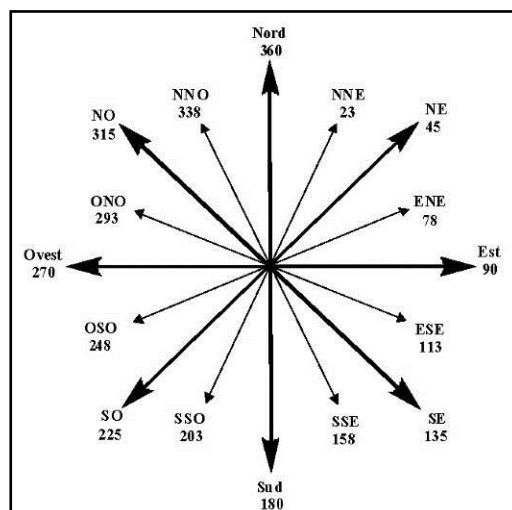 Nord
360
NNO
338
NNE
23
NO
315
NE
45
ONO
293
ENE
78
Ovest
270
Est
90
OSO
248
ESE
113
SO
225
SSO
203
SSE
158
SE
135
Sud
180